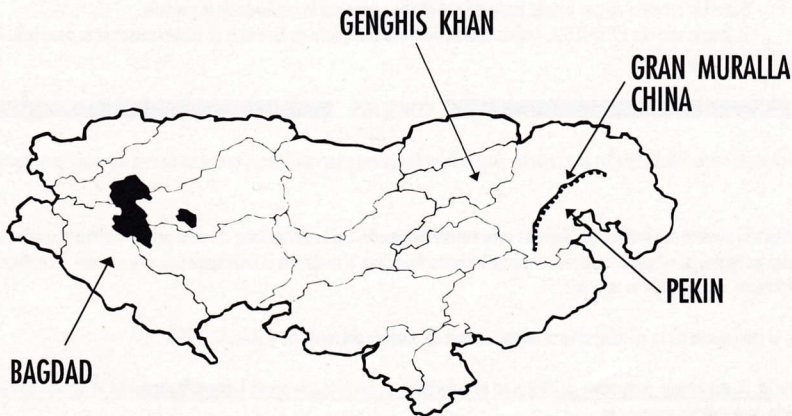 GENGHIS KHAN
GRAN MURALLA
CHINA
PEKIN
BAGDAD